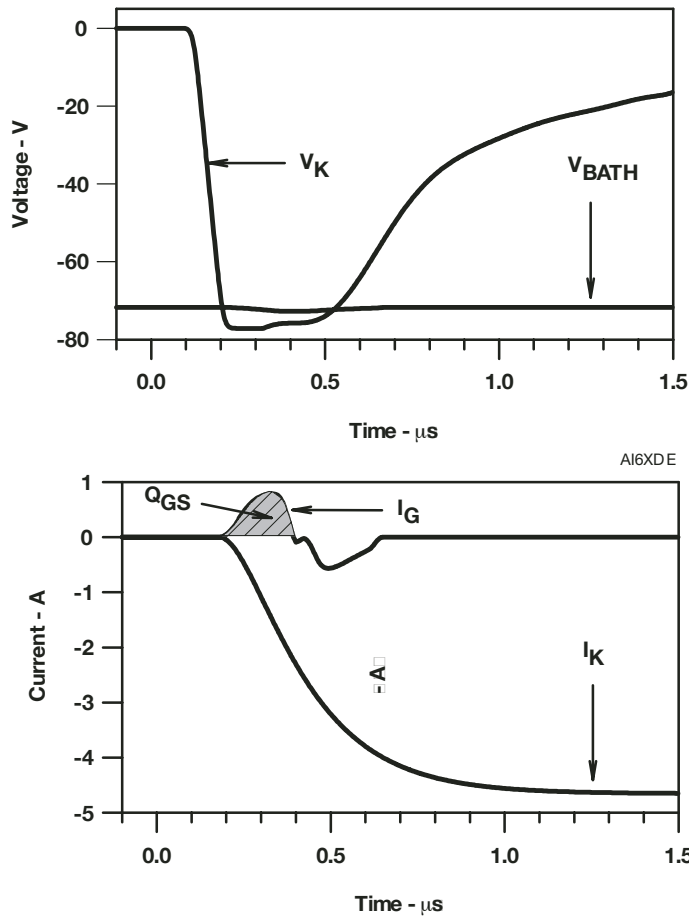 0
-20
-40
-60
-80
Voltage - V
V_K
V_BATH
0.0 0.5 1.0 1.5
Time - μs
AI6XDE
1
0
-1
-2
-3
-4
-5
Current - A
Q_GS
I_G
- A
I_K
0.0 0.5 1.0 1.5
Time - μs